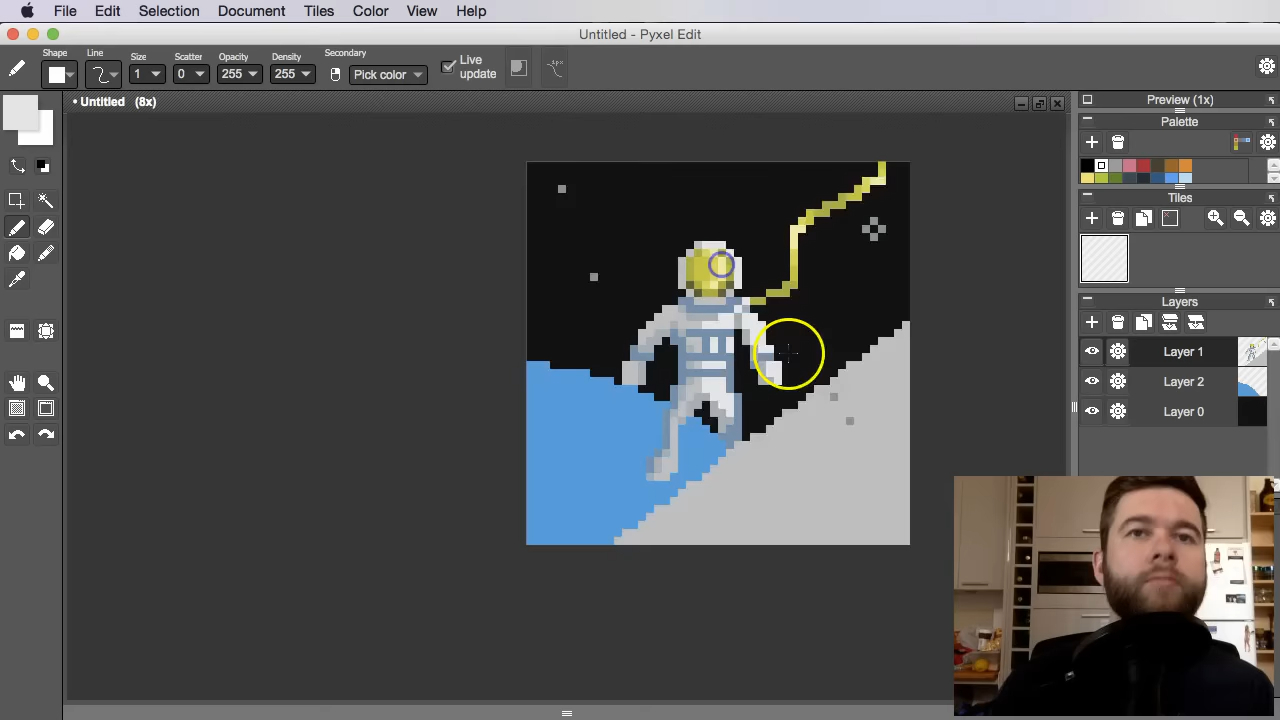 File Edit Selection Document Tiles Color View Help
Untitled - Pyxel Edit
Shape Line Size Scatter Opacity Density Secondary
1 0 255 255 Pick color Live update
• Untitled (8x)
Preview (1x)
Palette
Tiles
Layers
Layer 1
Layer 2
Layer 0